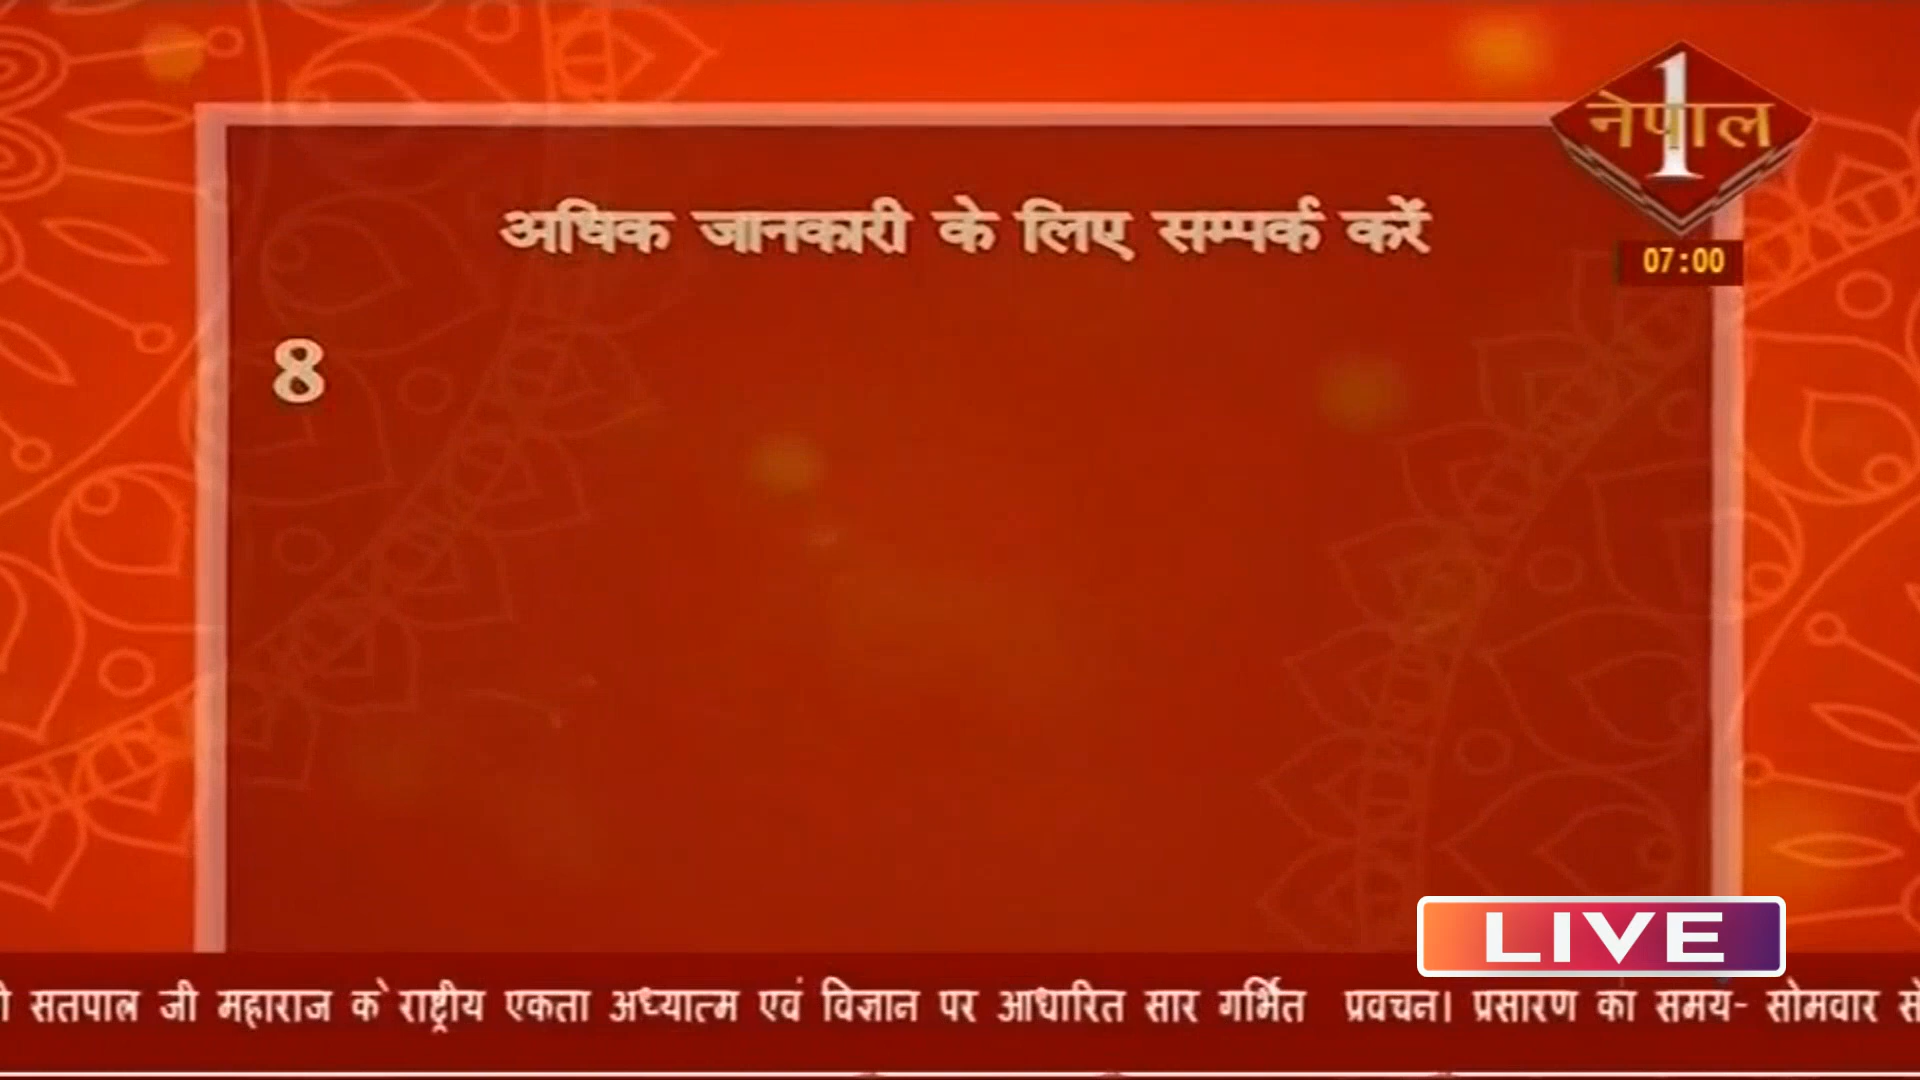 1
नेपाल
07:00
अधिक जानकारी के लिए सम्पर्क करें
8
LIVE
सतपाल जी महाराज के राष्ट्रीय एकता अध्यात्म एवं विज्ञान पर आधारित सार गर्भित प्रवचन। प्रसारण का समय- सोमवार से